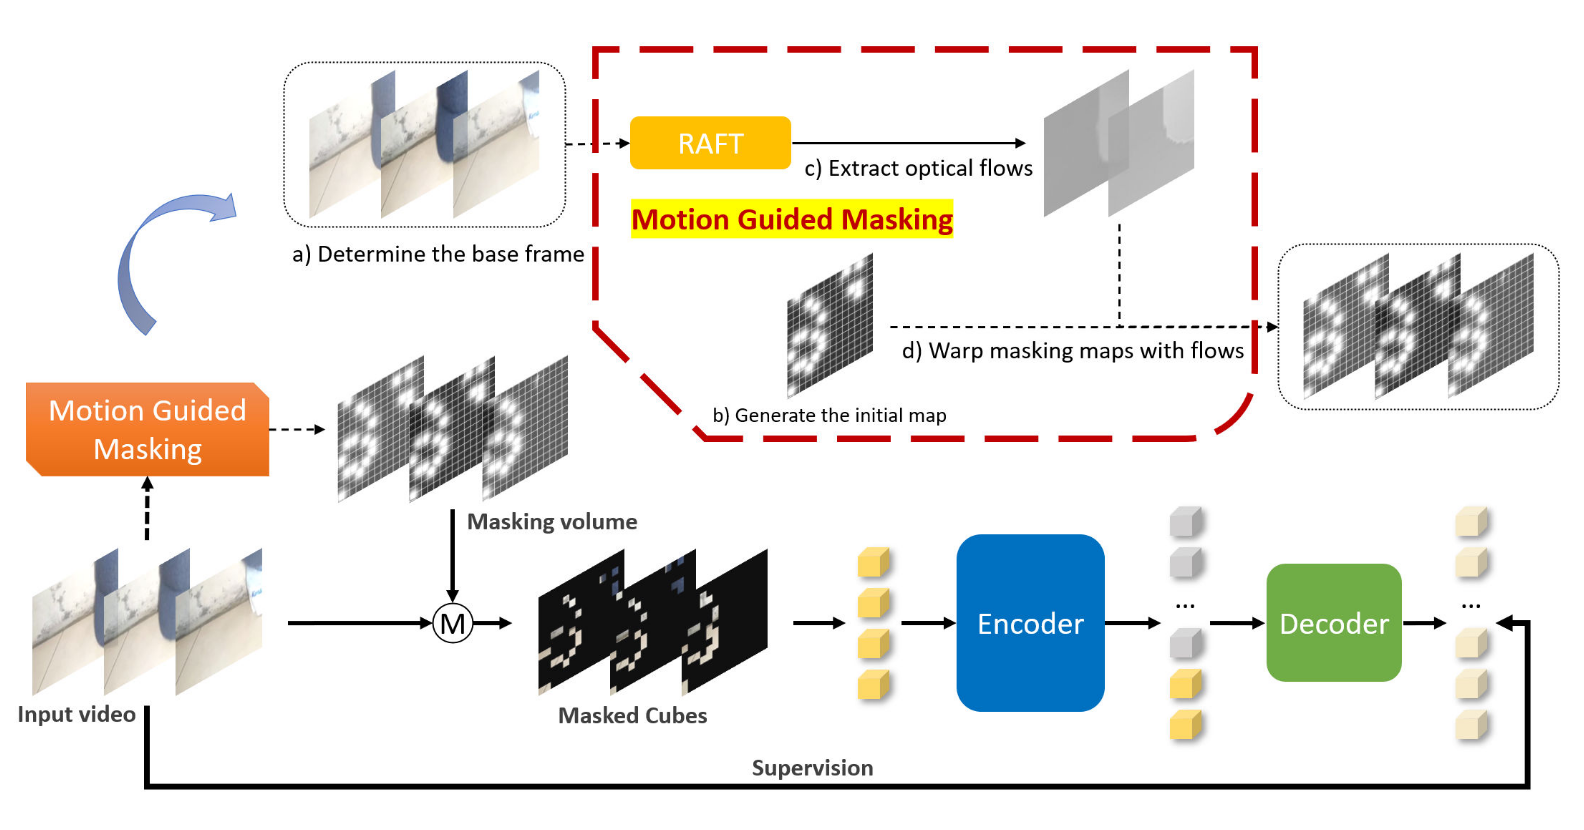 RAFT
c) Extract optical flows
Motion Guided Masking
a) Determine the base frame
d) Warp masking maps with flows
b) Generate the initial map
Motion Guided
Masking
Masking volume
M
Encoder
Decoder
...
...
Input video
Masked Cubes
Supervision